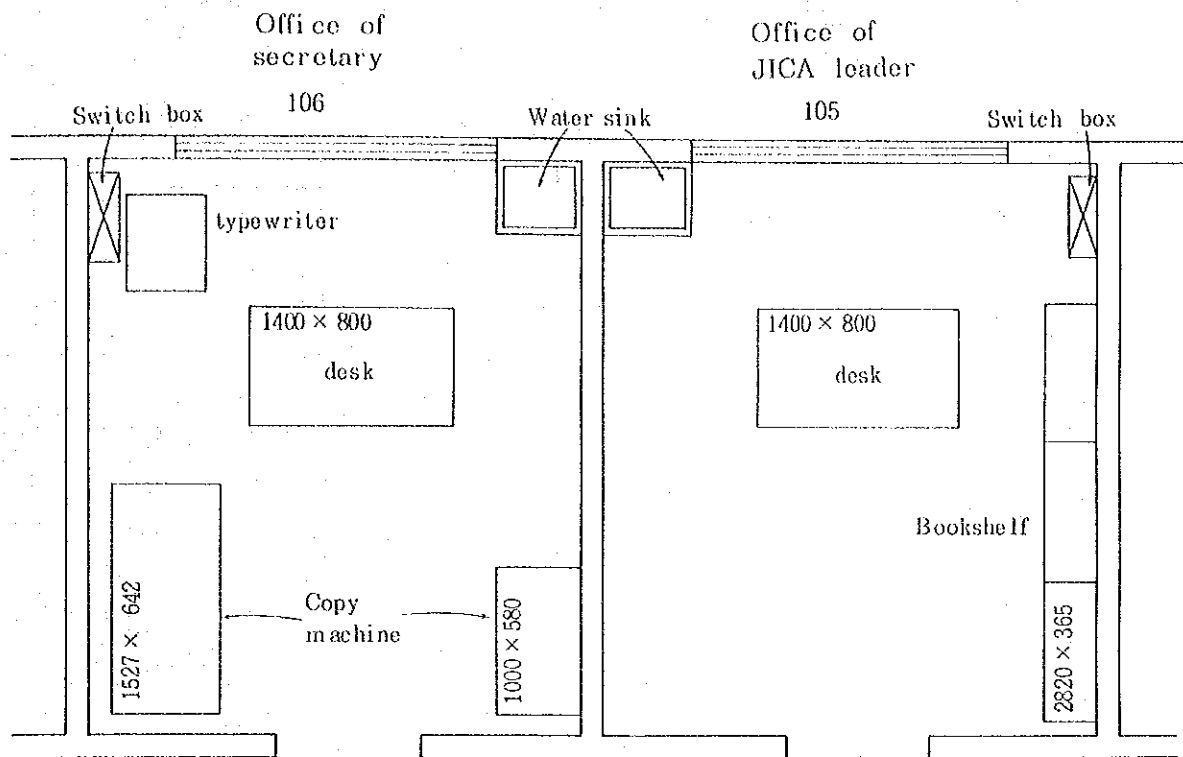 Office of
secretary
106
Office of
JICA leader
105
Switch box
Water sink
Switch box
typewriter
1400 × 800
desk
1400 × 800
desk
Bookshelf
1527 × 642
Copy
machine
1000 × 580
2820 × 365